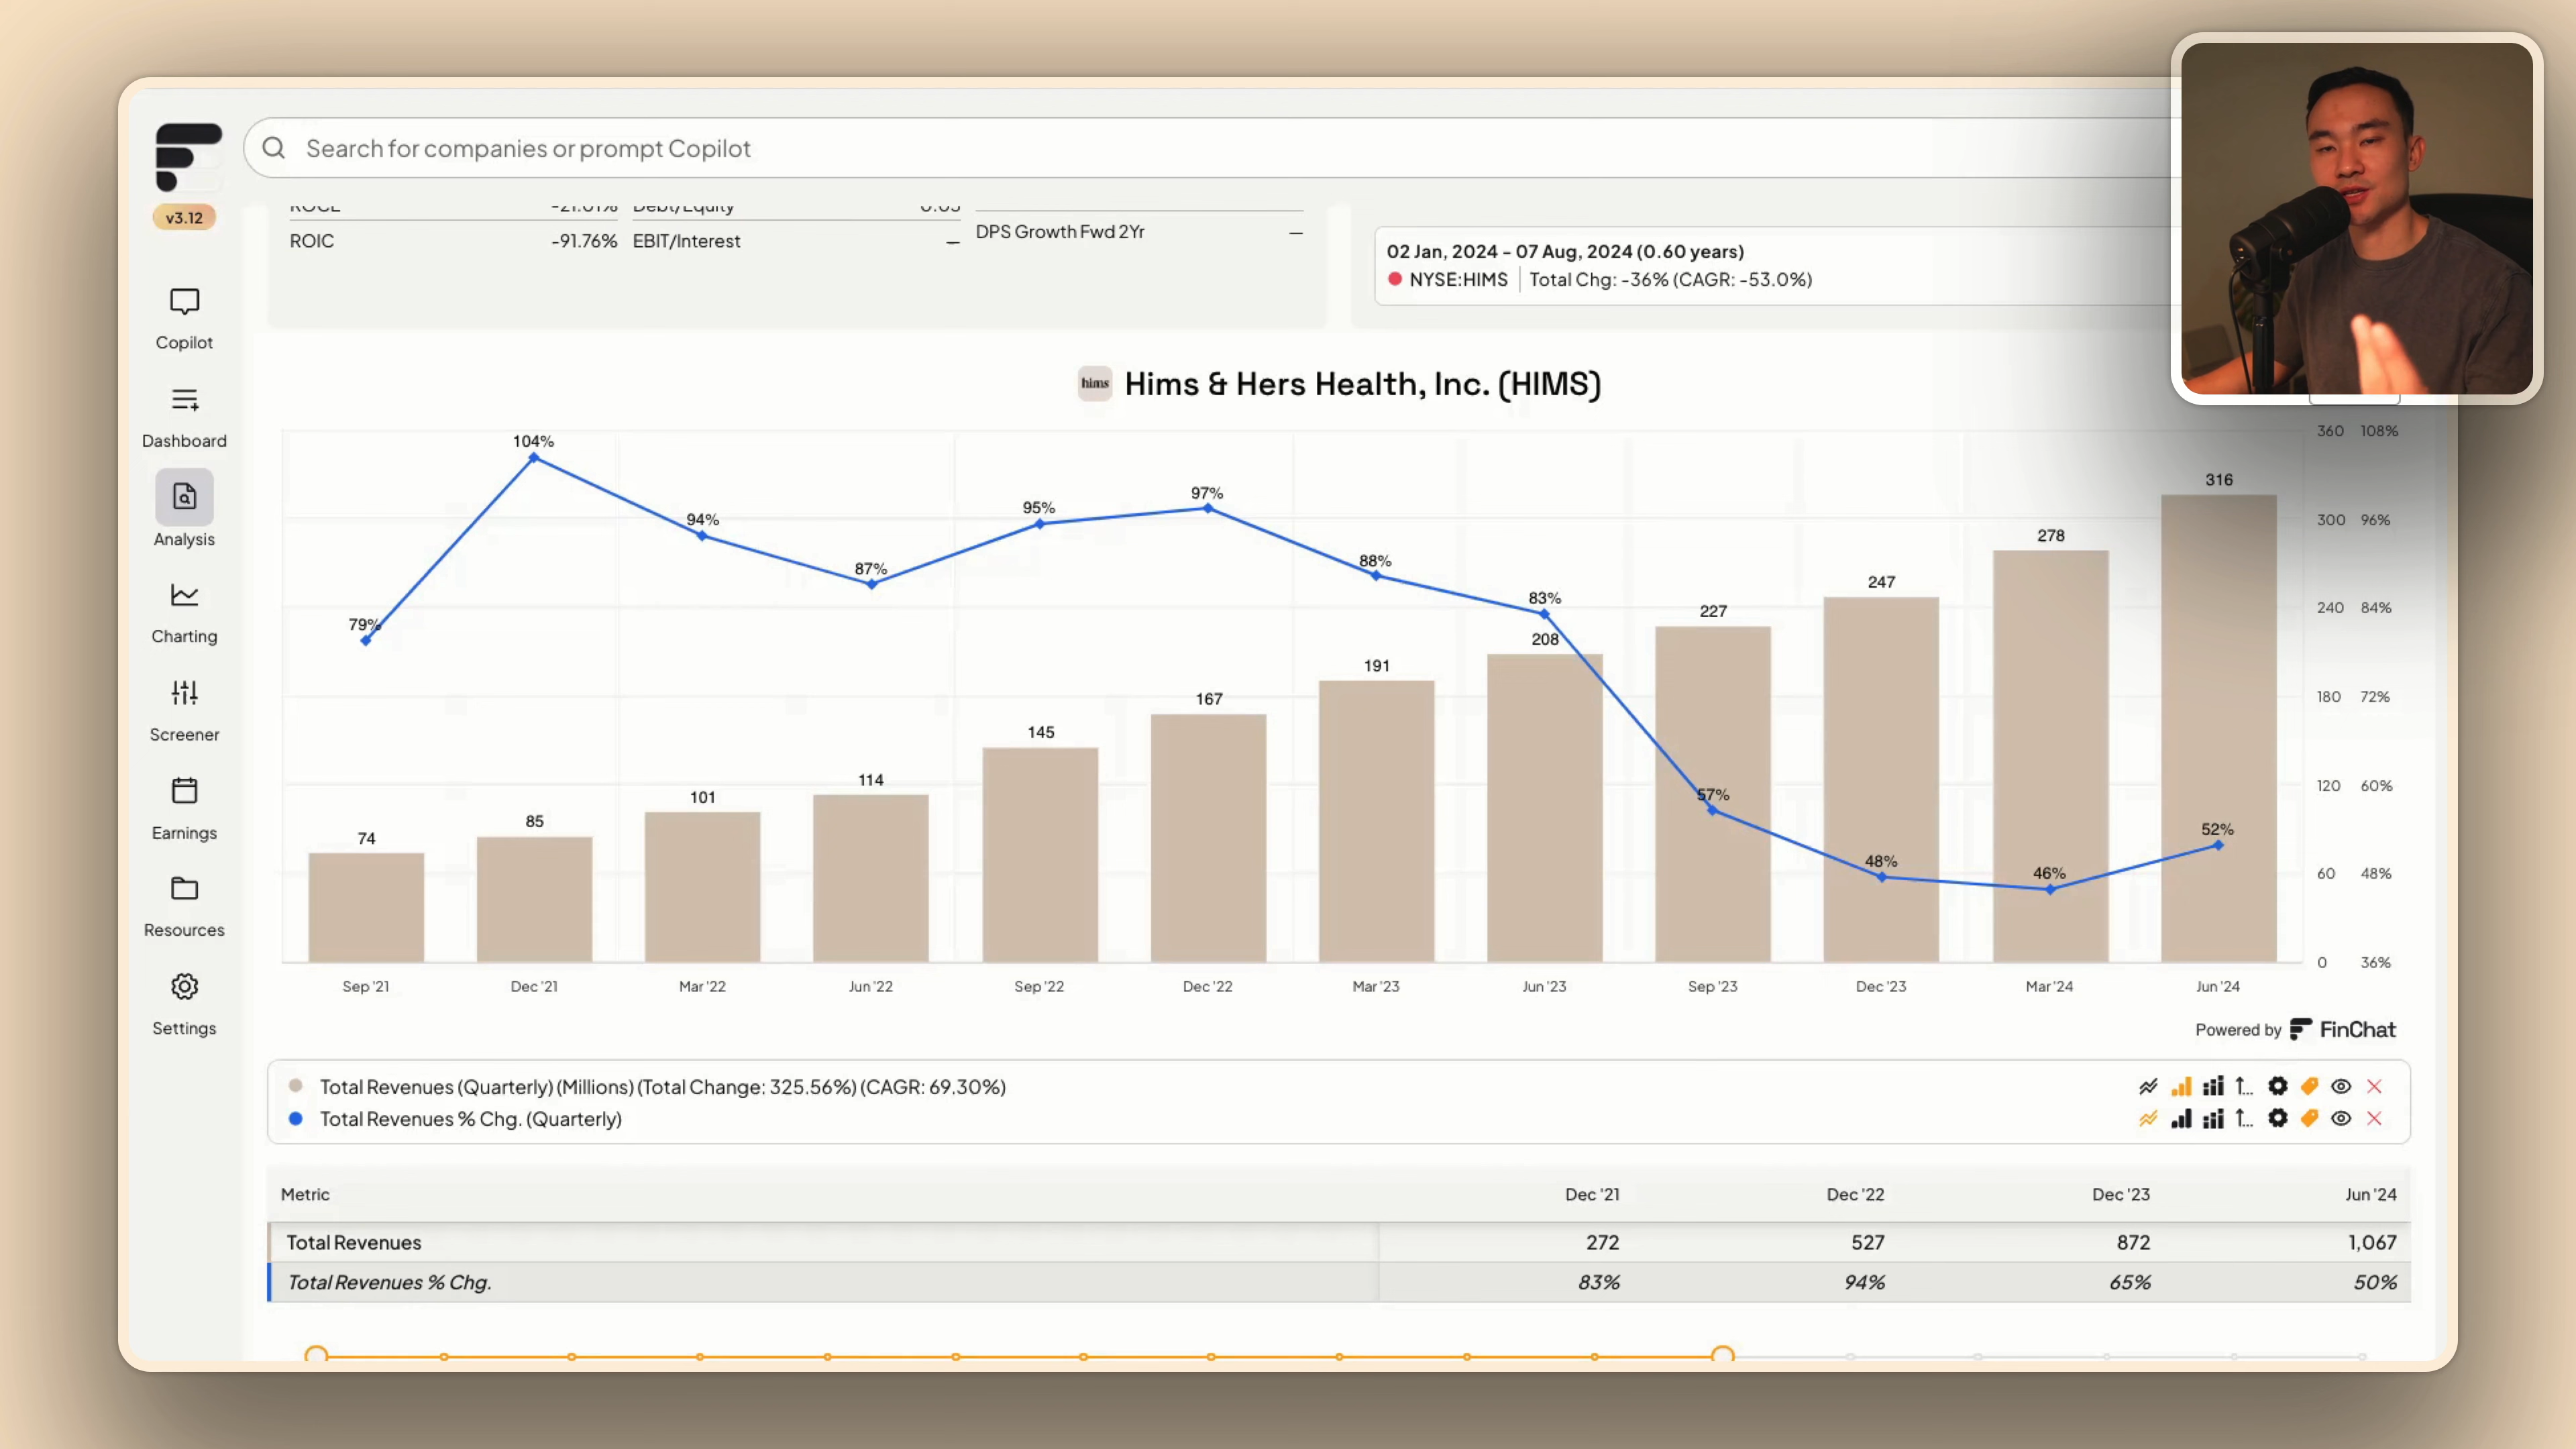 Search for companies or prompt Copilot
v3.12
ROIC -91.76% EBIT/Interest — DPS Growth Fwd 2Yr —
02 Jan, 2024 - 07 Aug, 2024 (0.60 years)
NYSE:HIMS Total Chg: -36% (CAGR: -53.0%)
Copilot
Dashboard
Analysis
Charting
Screener
Earnings
Resources
Settings
hims Hims & Hers Health, Inc. (HIMS)
104%
94%
87%
95%
97%
88%
83%
79%
57%
48%
46%
52%
74
85
101
114
145
167
191
208
227
247
278
316
360 108%
300 96%
240 84%
180 72%
120 60%
60 48%
0 36%
Sep '21 Dec '21 Mar '22 Jun '22 Sep '22 Dec '22 Mar '23 Jun '23 Sep '23 Dec '23 Mar '24 Jun '24
Powered by FinChat
Total Revenues (Quarterly) (Millions) (Total Change: 325.56%) (CAGR: 69.30%)
Total Revenues % Chg. (Quarterly)
Metric Dec '21 Dec '22 Dec '23 Jun '24
Total Revenues 272 527 872 1,067
Total Revenues % Chg. 83% 94% 65% 50%